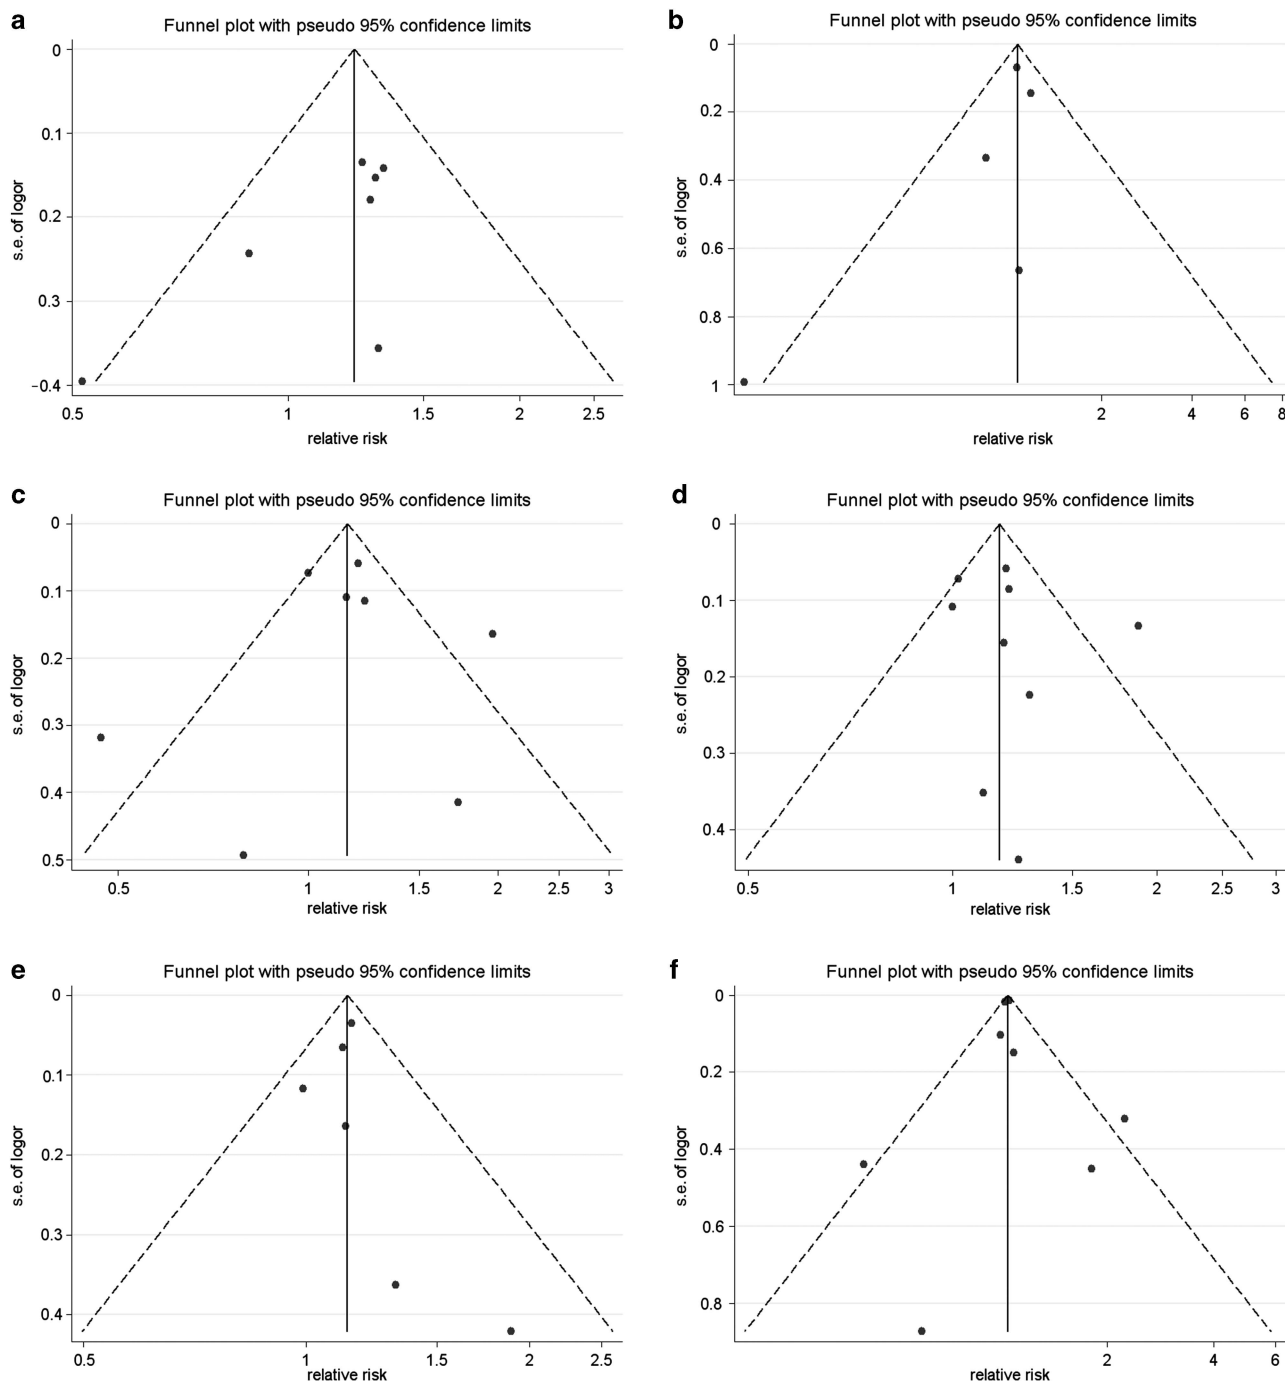 a
Funnel plot with pseudo 95% confidence limits
0
0.1
0.2
0.3
−0.4
s.e. of logor
0.5 1 1.5 2 2.5
relative risk
b
Funnel plot with pseudo 95% confidence limits
0
0.2
0.4
0.6
0.8
1
s.e. of logor
2 4 6 8
relative risk
c
Funnel plot with pseudo 95% confidence limits
0
0.1
0.2
0.3
0.4
0.5
s.e. of logor
0.5 1 1.5 2 2.5 3
relative risk
d
Funnel plot with pseudo 95% confidence limits
0
0.1
0.2
0.3
0.4
s.e. of logor
0.5 1 1.5 2 2.5 3
relative risk
e
Funnel plot with pseudo 95% confidence limits
0
0.1
0.2
0.3
0.4
s.e. of logor
0.5 1 1.5 2 2.5
relative risk
f
Funnel plot with pseudo 95% confidence limits
0
0.2
0.4
0.6
0.8
s.e. of logor
2 4 6
relative risk